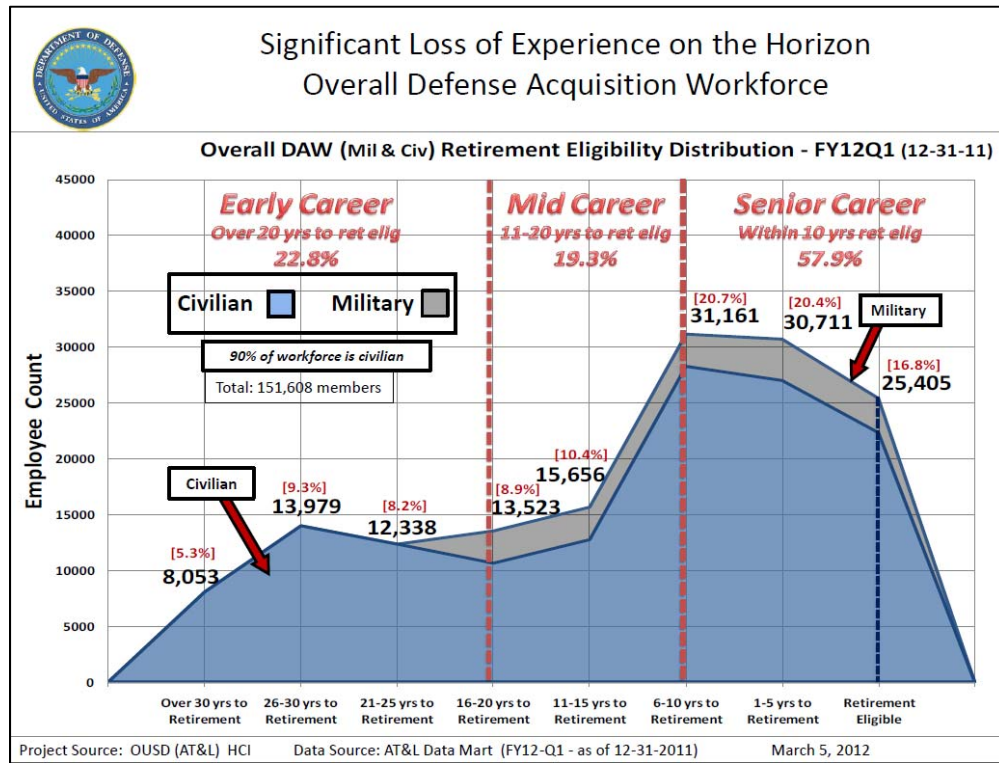 DEPARTMENT OF DEFENSE
UNITED STATES OF AMERICA
Significant Loss of Experience on the Horizon
Overall Defense Acquisition Workforce
Overall DAW (Mil & Civ) Retirement Eligibility Distribution - FY12Q1 (12-31-11)
Employee Count
45000
40000
35000
30000
25000
20000
15000
10000
5000
0
Early Career
Over 20 yrs to ret elig
22.8%
Mid Career
11-20 yrs to ret elig
19.3%
Senior Career
Within 10 yrs ret elig
57.9%
Civilian Military
90% of workforce is civilian
Total: 151,608 members
Civilian
Military
[5.3%]
8,053
[9.3%]
13,979
[8.2%]
12,338
[8.9%]
13,523
[10.4%]
15,656
[20.7%]
31,161
[20.4%]
30,711
[16.8%]
25,405
Over 30 yrs to
Retirement
26-30 yrs to
Retirement
21-25 yrs to
Retirement
16-20 yrs to
Retirement
11-15 yrs to
Retirement
6-10 yrs to
Retirement
1-5 yrs to
Retirement
Retirement
Eligible
Project Source: OUSD (AT&L) HCI Data Source: AT&L Data Mart (FY12-Q1 - as of 12-31-2011) March 5, 2012